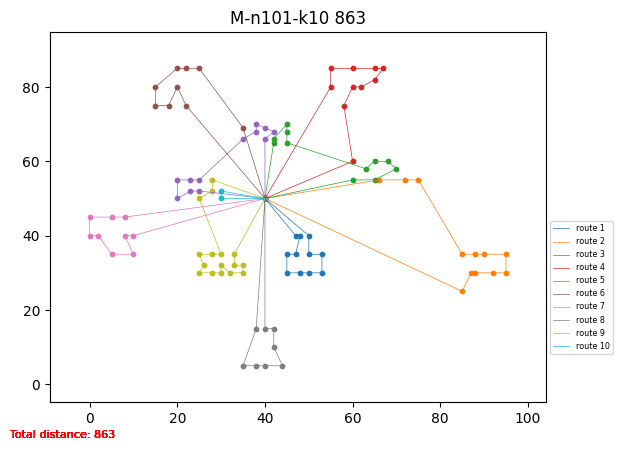 M-n101-k10 863
80
60
40
20
0
0 20 40 60 80 100
route 1
route 2
route 3
route 4
route 5
route 6
route 7
route 8
route 9
route 10
Total distance: 863